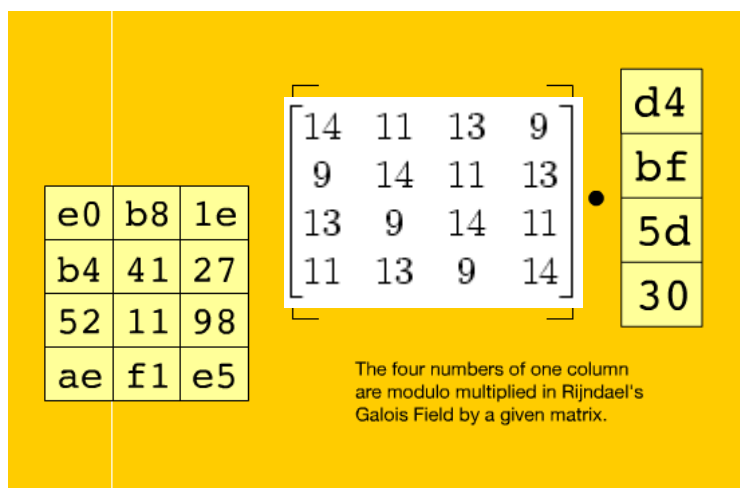 e0 b8 1e
b4 41 27
52 11 98
ae f1 e5
14 11 13 9
9 14 11 13
13 9 14 11
11 13 9 14
d4
bf
5d
30
The four numbers of one column
are modulo multiplied in Rijndael's
Galois Field by a given matrix.